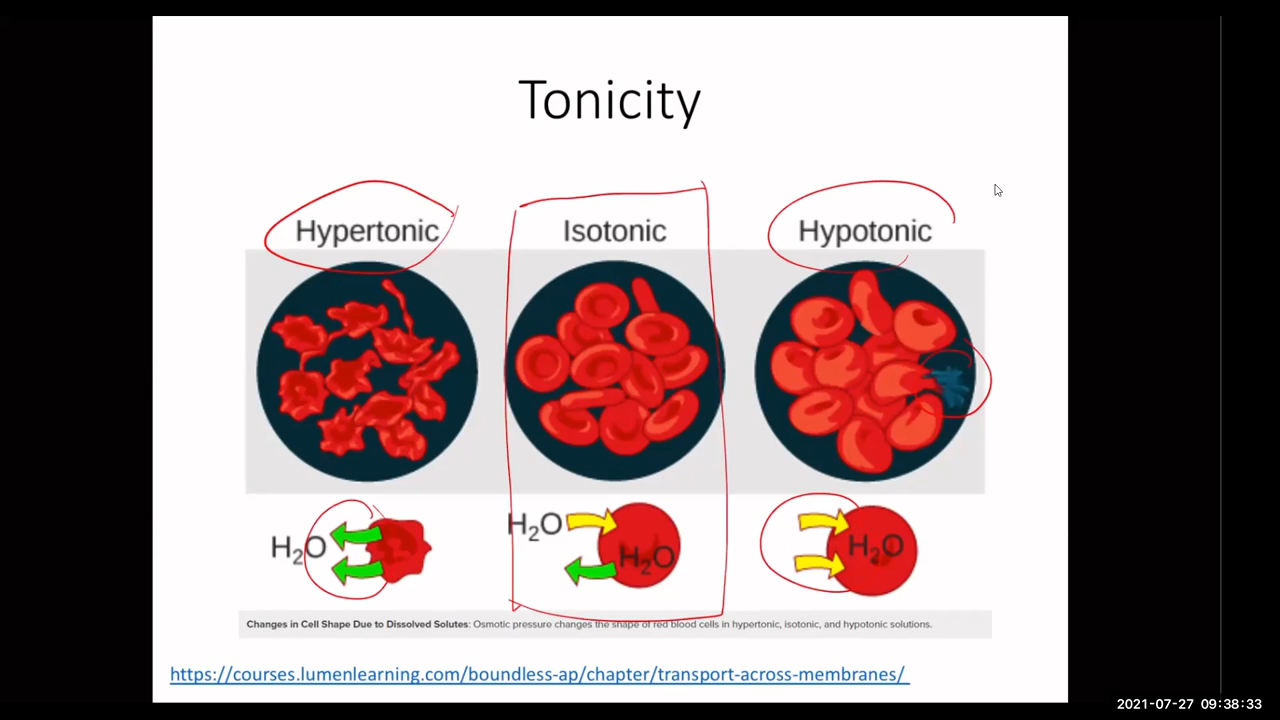 Tonicity
Hypertonic Isotonic Hypotonic
H₂O H₂O H₂O H₂O
Changes in Cell Shape Due to Dissolved Solutes: Osmotic pressure changes the shape of red blood cells in hypertonic, isotonic, and hypotonic solutions.
https://courses.lumenlearning.com/boundless-ap/chapter/transport-across-membranes/
2021-07-27 09:38:33